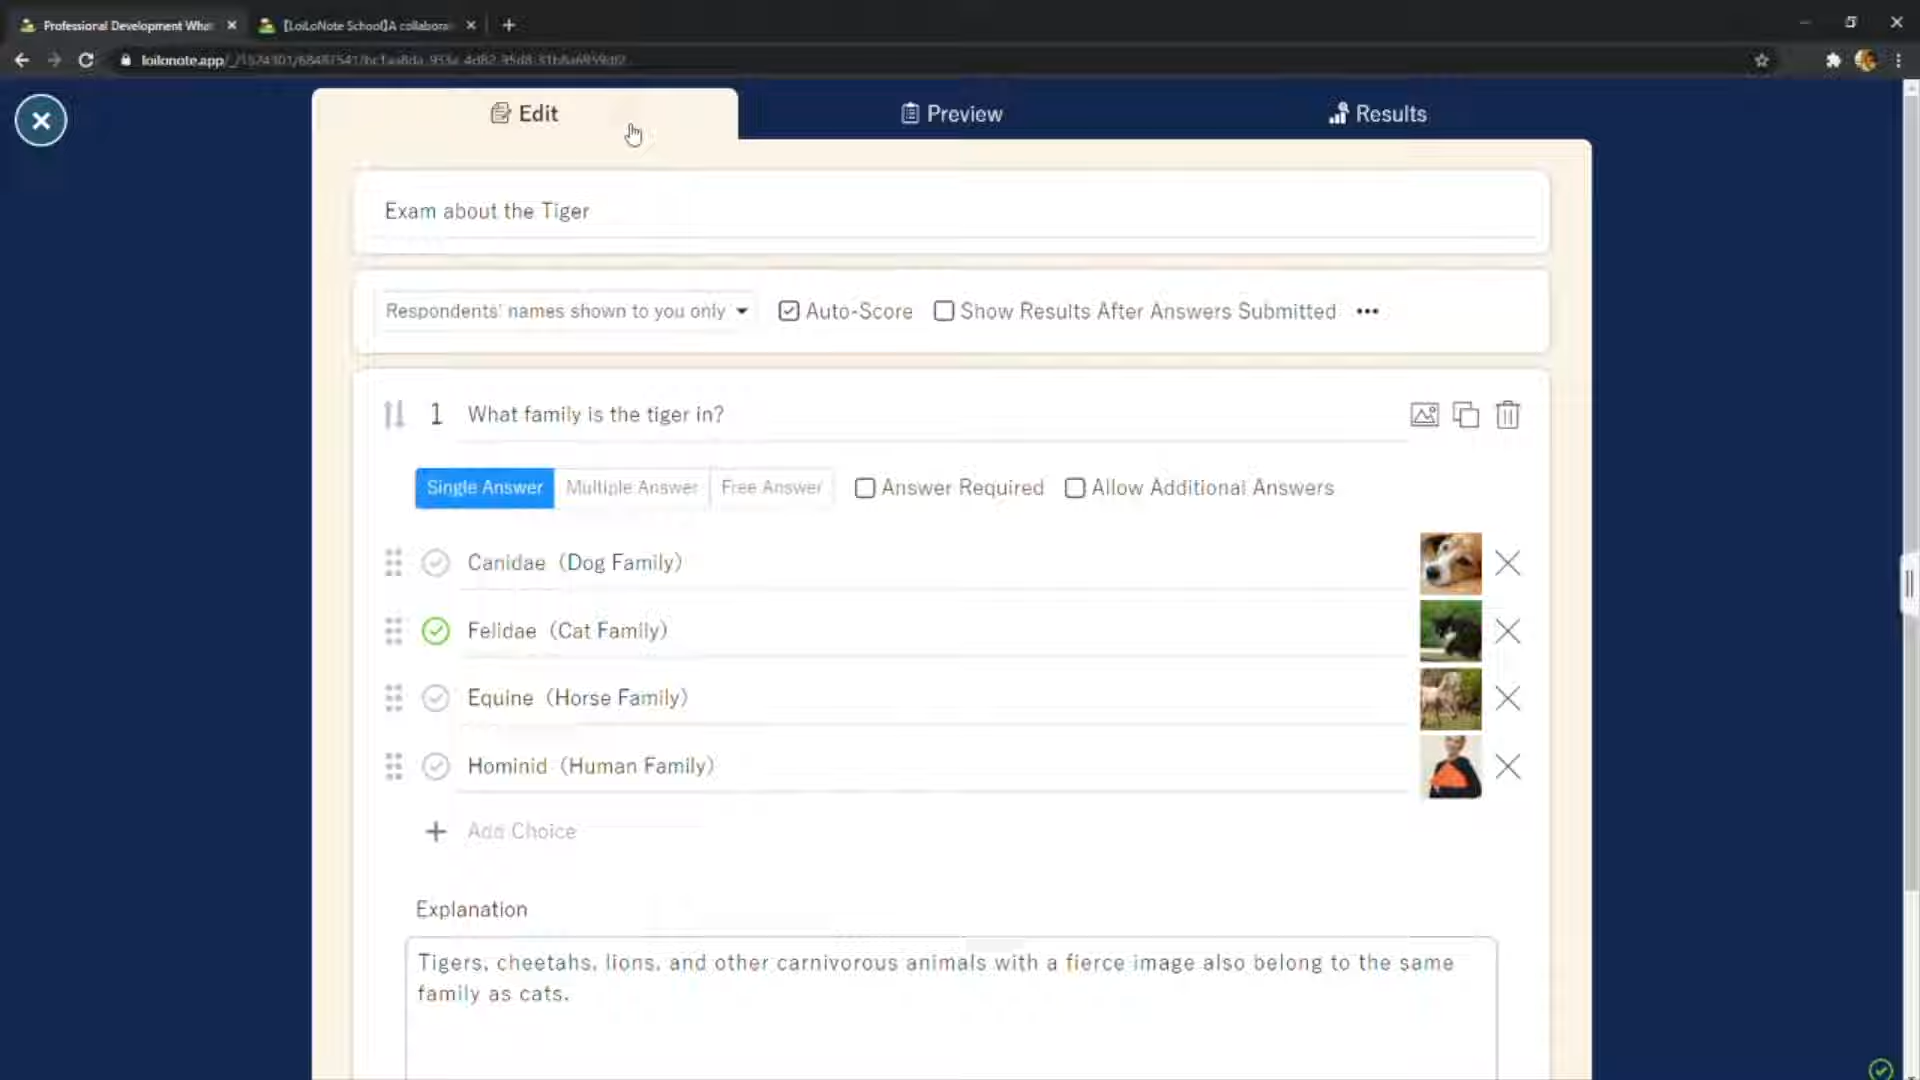 Professional Development Wha
[LoiLoNote School]A collabora
loilonote.app/
Edit
Preview
Results
Exam about the Tiger
Respondents' names shown to you only
Auto-Score
Show Results After Answers Submitted
1 What family is the tiger in?
Single Answer
Multiple Answer
Free Answer
Answer Required
Allow Additional Answers
Canidae (Dog Family)
Felidae (Cat Family)
Equine (Horse Family)
Hominid (Human Family)
Add Choice
Explanation
Tigers, cheetahs, lions, and other carnivorous animals with a fierce image also belong to the same
family as cats.